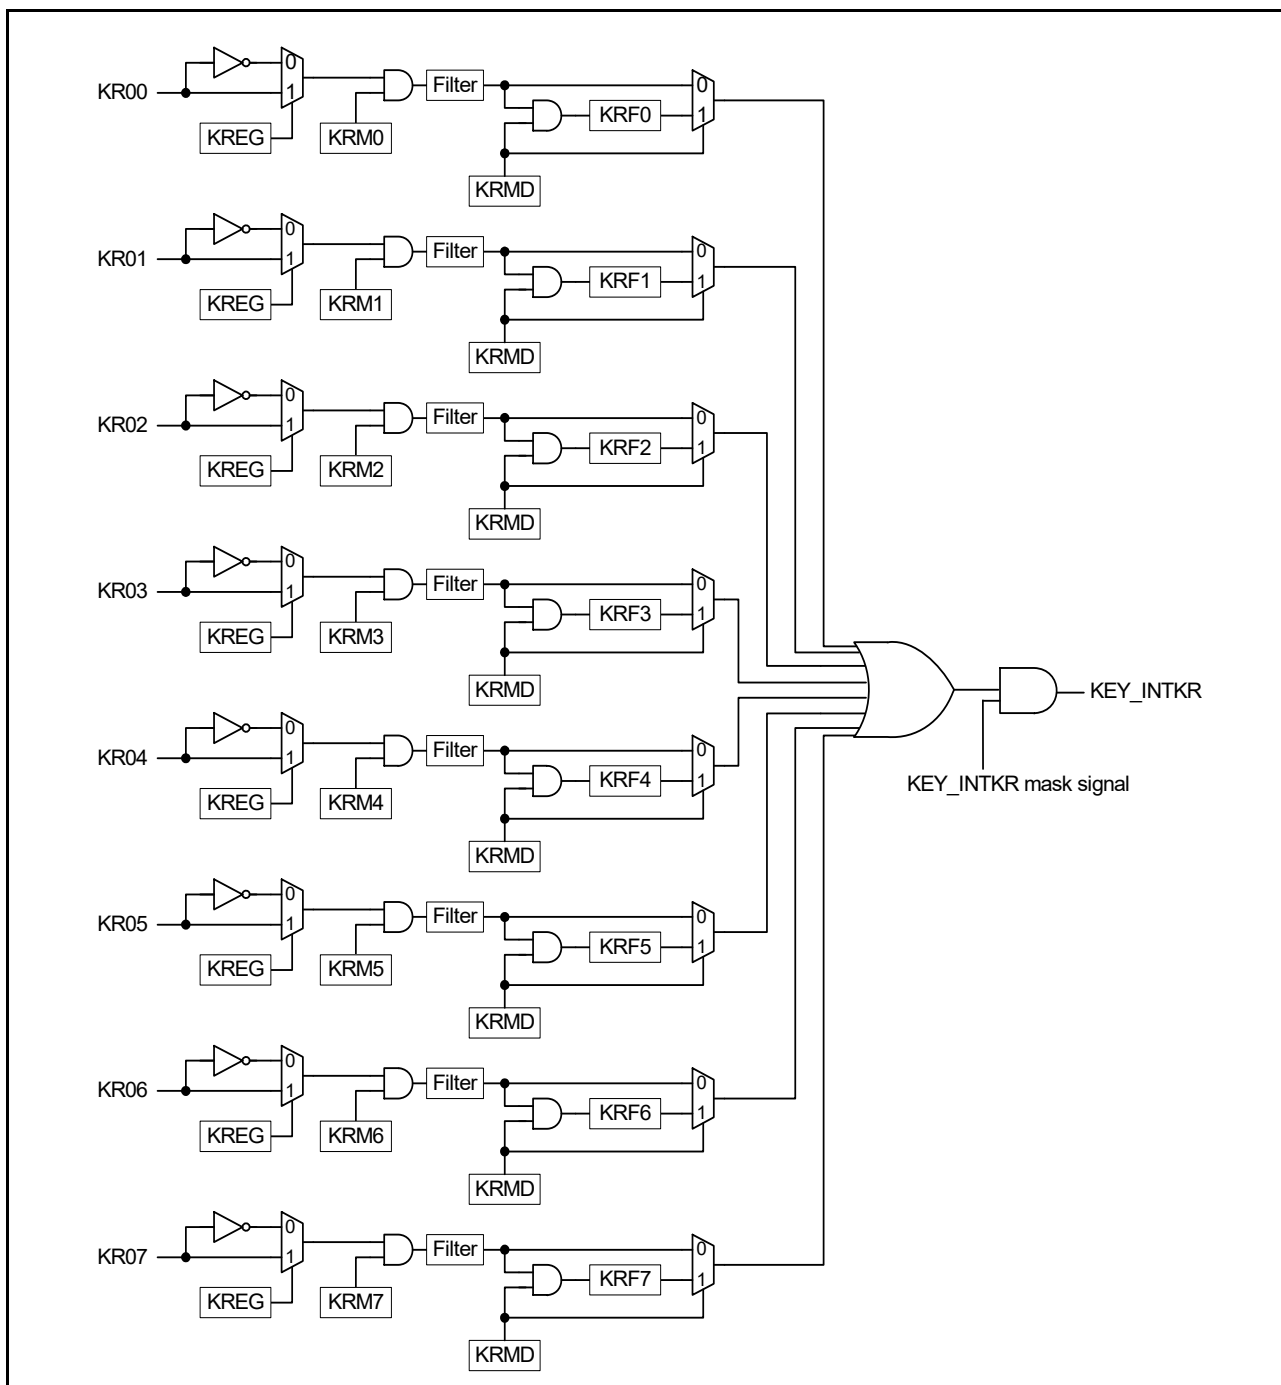 0
KR00
1
Filter
0
KREG
KRM0
KRF0
1
KRMD
0
KR01
1
Filter
0
KREG
KRM1
KRF1
1
KRMD
0
KR02
1
Filter
0
KREG
KRM2
KRF2
1
KRMD
0
KR03
1
Filter
0
KREG
KRM3
KRF3
1
KRMD
KEY_INTKR
KEY_INTKR mask signal
0
KR04
1
Filter
0
KREG
KRM4
KRF4
1
KRMD
0
KR05
1
Filter
0
KREG
KRM5
KRF5
1
KRMD
0
KR06
1
Filter
0
KREG
KRM6
KRF6
1
KRMD
0
KR07
1
Filter
0
KREG
KRM7
KRF7
1
KRMD